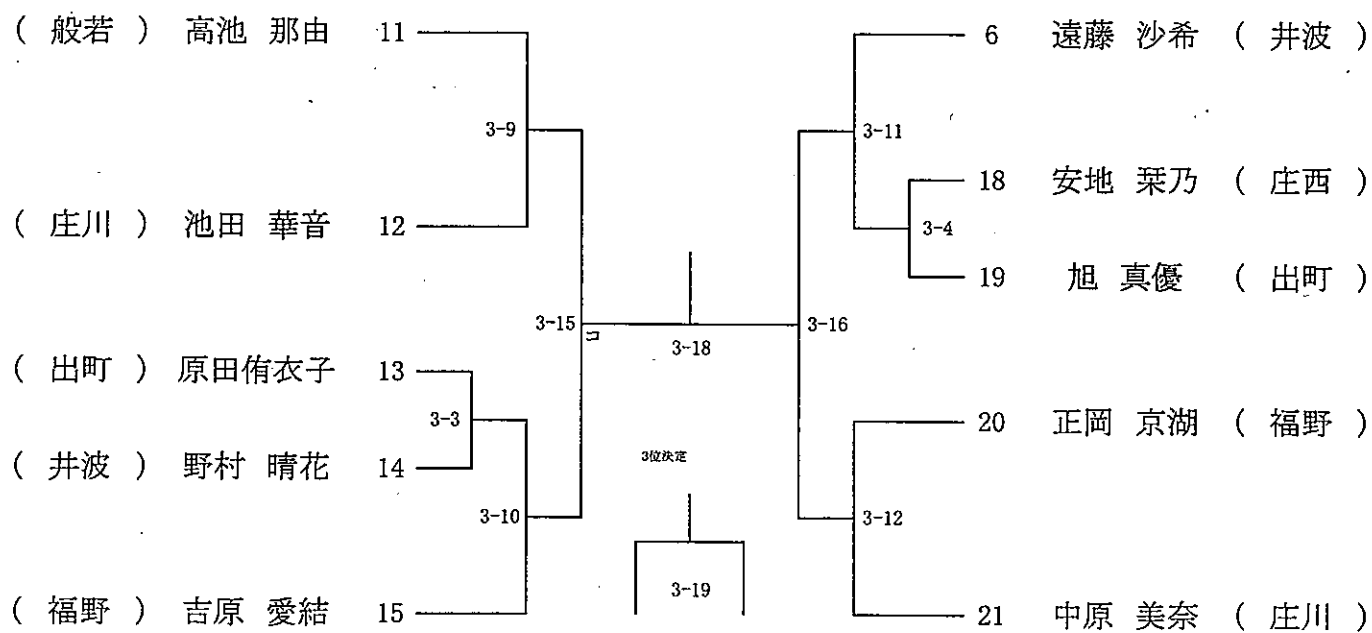 ( 般若 ) 高池 那由 11
3-9
( 庄川 ) 池田 華音 12
3-15
( 出町 ) 原田侑衣子 13
3-3
( 井波 ) 野村 晴花 14
3-10
( 福野 ) 吉原 愛結 15
3-18
3位決定
3-19
6 遠藤 沙希 ( 井波 )
3-11
18 安地 栞乃 ( 庄西 )
3-4
19 旭 真優 ( 出町 )
3-16
20 正岡 京湖 ( 福野 )
3-12
21 中原 美奈 ( 庄川 )